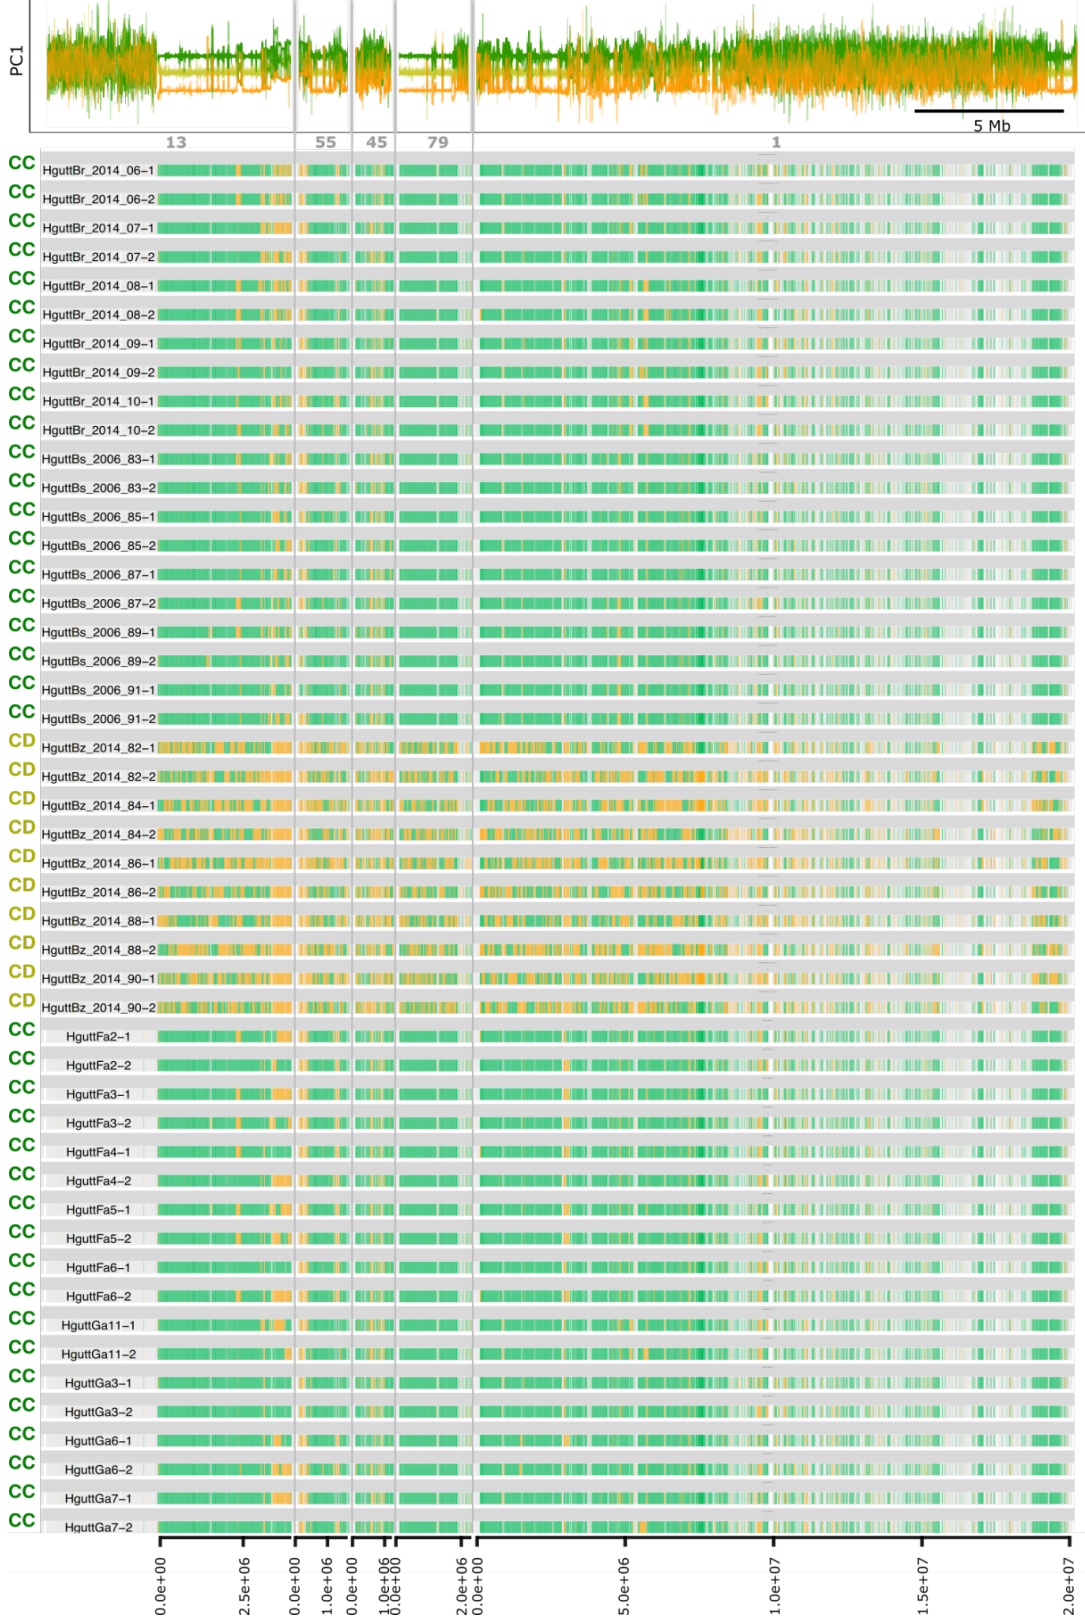 PC1
5 Mb
13 55 45 79 1
CC HguttBr_2014_06-1
CC HguttBr_2014_06-2
CC HguttBr_2014_07-1
CC HguttBr_2014_07-2
CC HguttBr_2014_08-1
CC HguttBr_2014_08-2
CC HguttBr_2014_09-1
CC HguttBr_2014_09-2
CC HguttBr_2014_10-1
CC HguttBr_2014_10-2
CC HguttBs_2006_83-1
CC HguttBs_2006_83-2
CC HguttBs_2006_85-1
CC HguttBs_2006_85-2
CC HguttBs_2006_87-1
CC HguttBs_2006_87-2
CC HguttBs_2006_89-1
CC HguttBs_2006_89-2
CC HguttBs_2006_91-1
CC HguttBs_2006_91-2
CD HguttBz_2014_82-1
CD HguttBz_2014_82-2
CD HguttBz_2014_84-1
CD HguttBz_2014_84-2
CD HguttBz_2014_86-1
CD HguttBz_2014_86-2
CD HguttBz_2014_88-1
CD HguttBz_2014_88-2
CD HguttBz_2014_90-1
CD HguttBz_2014_90-2
CC HguttFa2-1
CC HguttFa2-2
CC HguttFa3-1
CC HguttFa3-2
CC HguttFa4-1
CC HguttFa4-2
CC HguttFa5-1
CC HguttFa5-2
CC HguttFa6-1
CC HguttFa6-2
CC HguttGa11-1
CC HguttGa11-2
CC HguttGa3-1
CC HguttGa3-2
CC HguttGa6-1
CC HguttGa6-2
CC HguttGa7-1
CC HguttGa7-2
0.0e+00 2.5e+06 0.0e+00 1.0e+06 0.0e+00 1.0e+06 0.0e+00 2.0e+06 0.0e+00 5.0e+06 1.0e+07 1.5e+07 2.0e+07